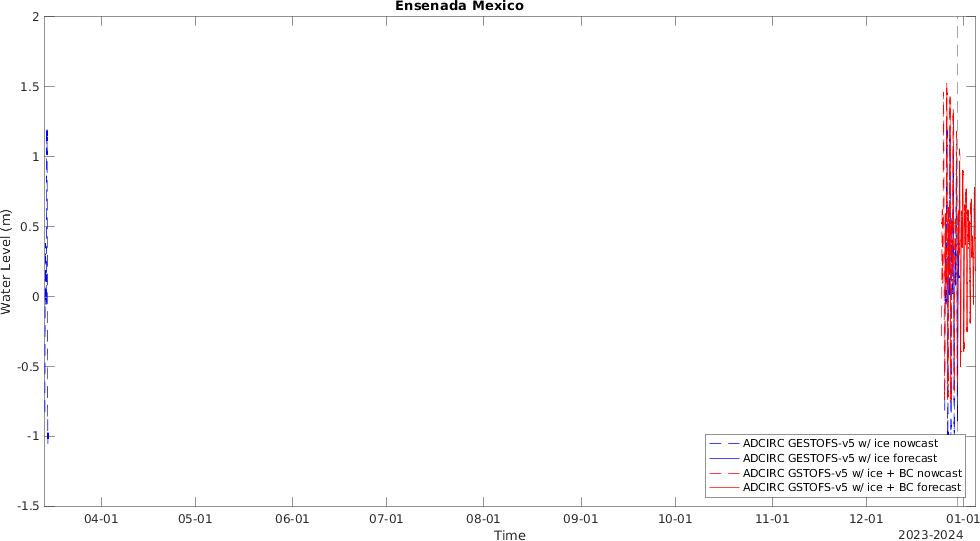 Ensenada Mexico
Water Level (m)
2
1.5
1
0.5
0
-0.5
-1
-1.5
ADCIRC GESTOFS-v5 w/ ice nowcast
ADCIRC GESTOFS-v5 w/ ice forecast
ADCIRC GSTOFS-v5 w/ ice + BC nowcast
ADCIRC GSTOFS-v5 w/ ice + BC forecast
04-01 05-01 06-01 07-01 08-01 09-01 10-01 11-01 12-01 01-01
Time
2023-2024